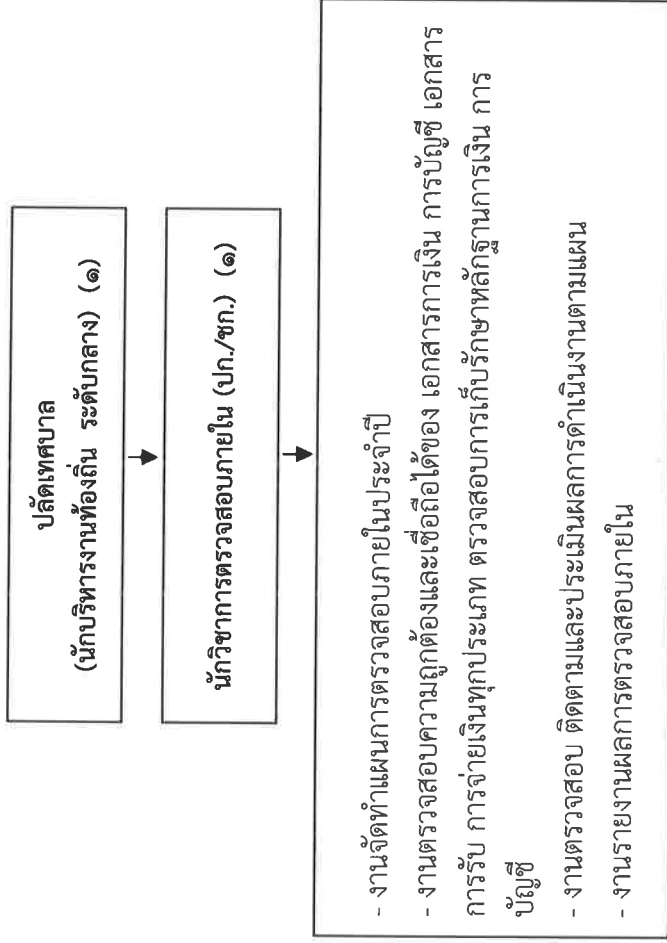 ปลัดเทศบาล
(นักบริหารงานท้องถิ่น ระดับกลาง) (๑)
นักวิชาการตรวจสอบภายใน (ปก./ชก.) (๑)
- งานจัดทำแผนการตรวจสอบภายในประจำปี
- งานตรวจสอบความถูกต้องและเชื่อถือได้ของ เอกสารการเงิน การบัญชี เอกสาร
การรับ การจ่ายเงินทุกประเภท ตรวจสอบการเก็บรักษาหลักฐานการเงิน การ
บัญชี
- งานตรวจสอบ ติดตามและประเมินผลการดำเนินงานตามแผน
- งานรายงานผลการตรวจสอบภายใน